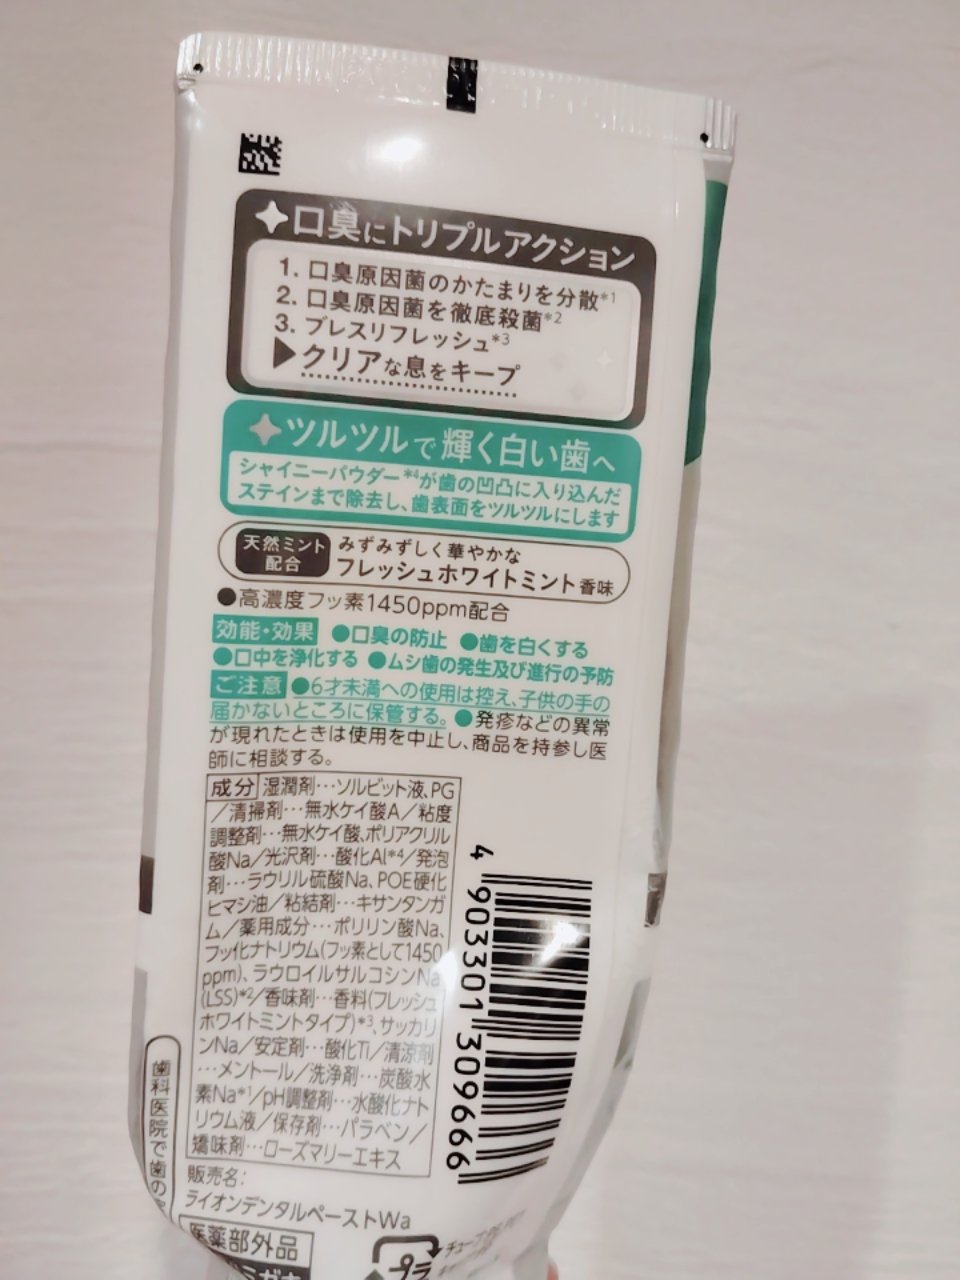 口臭にトリプルアクション
1. 口臭原因菌のかたまりを分散*1
2. 口臭原因菌を徹底殺菌*2
3. ブレスリフレッシュ*3
▶クリアな息をキープ
ツルツルで輝く白い歯へ
シャイニーパウダー*4が歯の凹凸に入り込んだ
ステインまで除去し、歯表面をツルツルにします
天然ミント
配合
みずみずしく華やかな
フレッシュホワイトミント香味
●高濃度フッ素1450ppm配合
効能・効果 ●口臭の防止 ●歯を白くする
●口中を浄化する ●ムシ歯の発生及び進行の予防
ご注意 ●6才未満への使用は控え、子供の手の
届かないところに保管する。●発疹などの異常
が現れたときは使用を中止し、商品を持参し医
師に相談する。
成分 湿潤剤…ソルビット液、PG
/清掃剤…無水ケイ酸A/粘度
調整剤…無水ケイ酸、ポリアクリル
酸Na/光沢剤…酸化Al*4/発泡
剤…ラウリル硫酸Na、POE硬化
ヒマシ油/粘結剤…キサンタンガ
ム/薬用成分…ポリリン酸Na、
フッ化ナトリウム(フッ素として1450
ppm)、ラウロイルサルコシンNa
(LSS)*2/香味剤…香料(フレッシュ
ホワイトミントタイプ)*3、サッカリ
ンNa/安定剤…酸化Ti/清涼剤
…メントール/洗浄剤…炭酸水
素Na*1/pH調整剤…水酸化ナト
リウム液/保存剤…パラベン/
矯味剤…ローズマリーエキス
4 903301 309666
販売名:
ライオンデンタルペーストWa
医薬部外品
歯科医院で歯の
プラ
チューブ